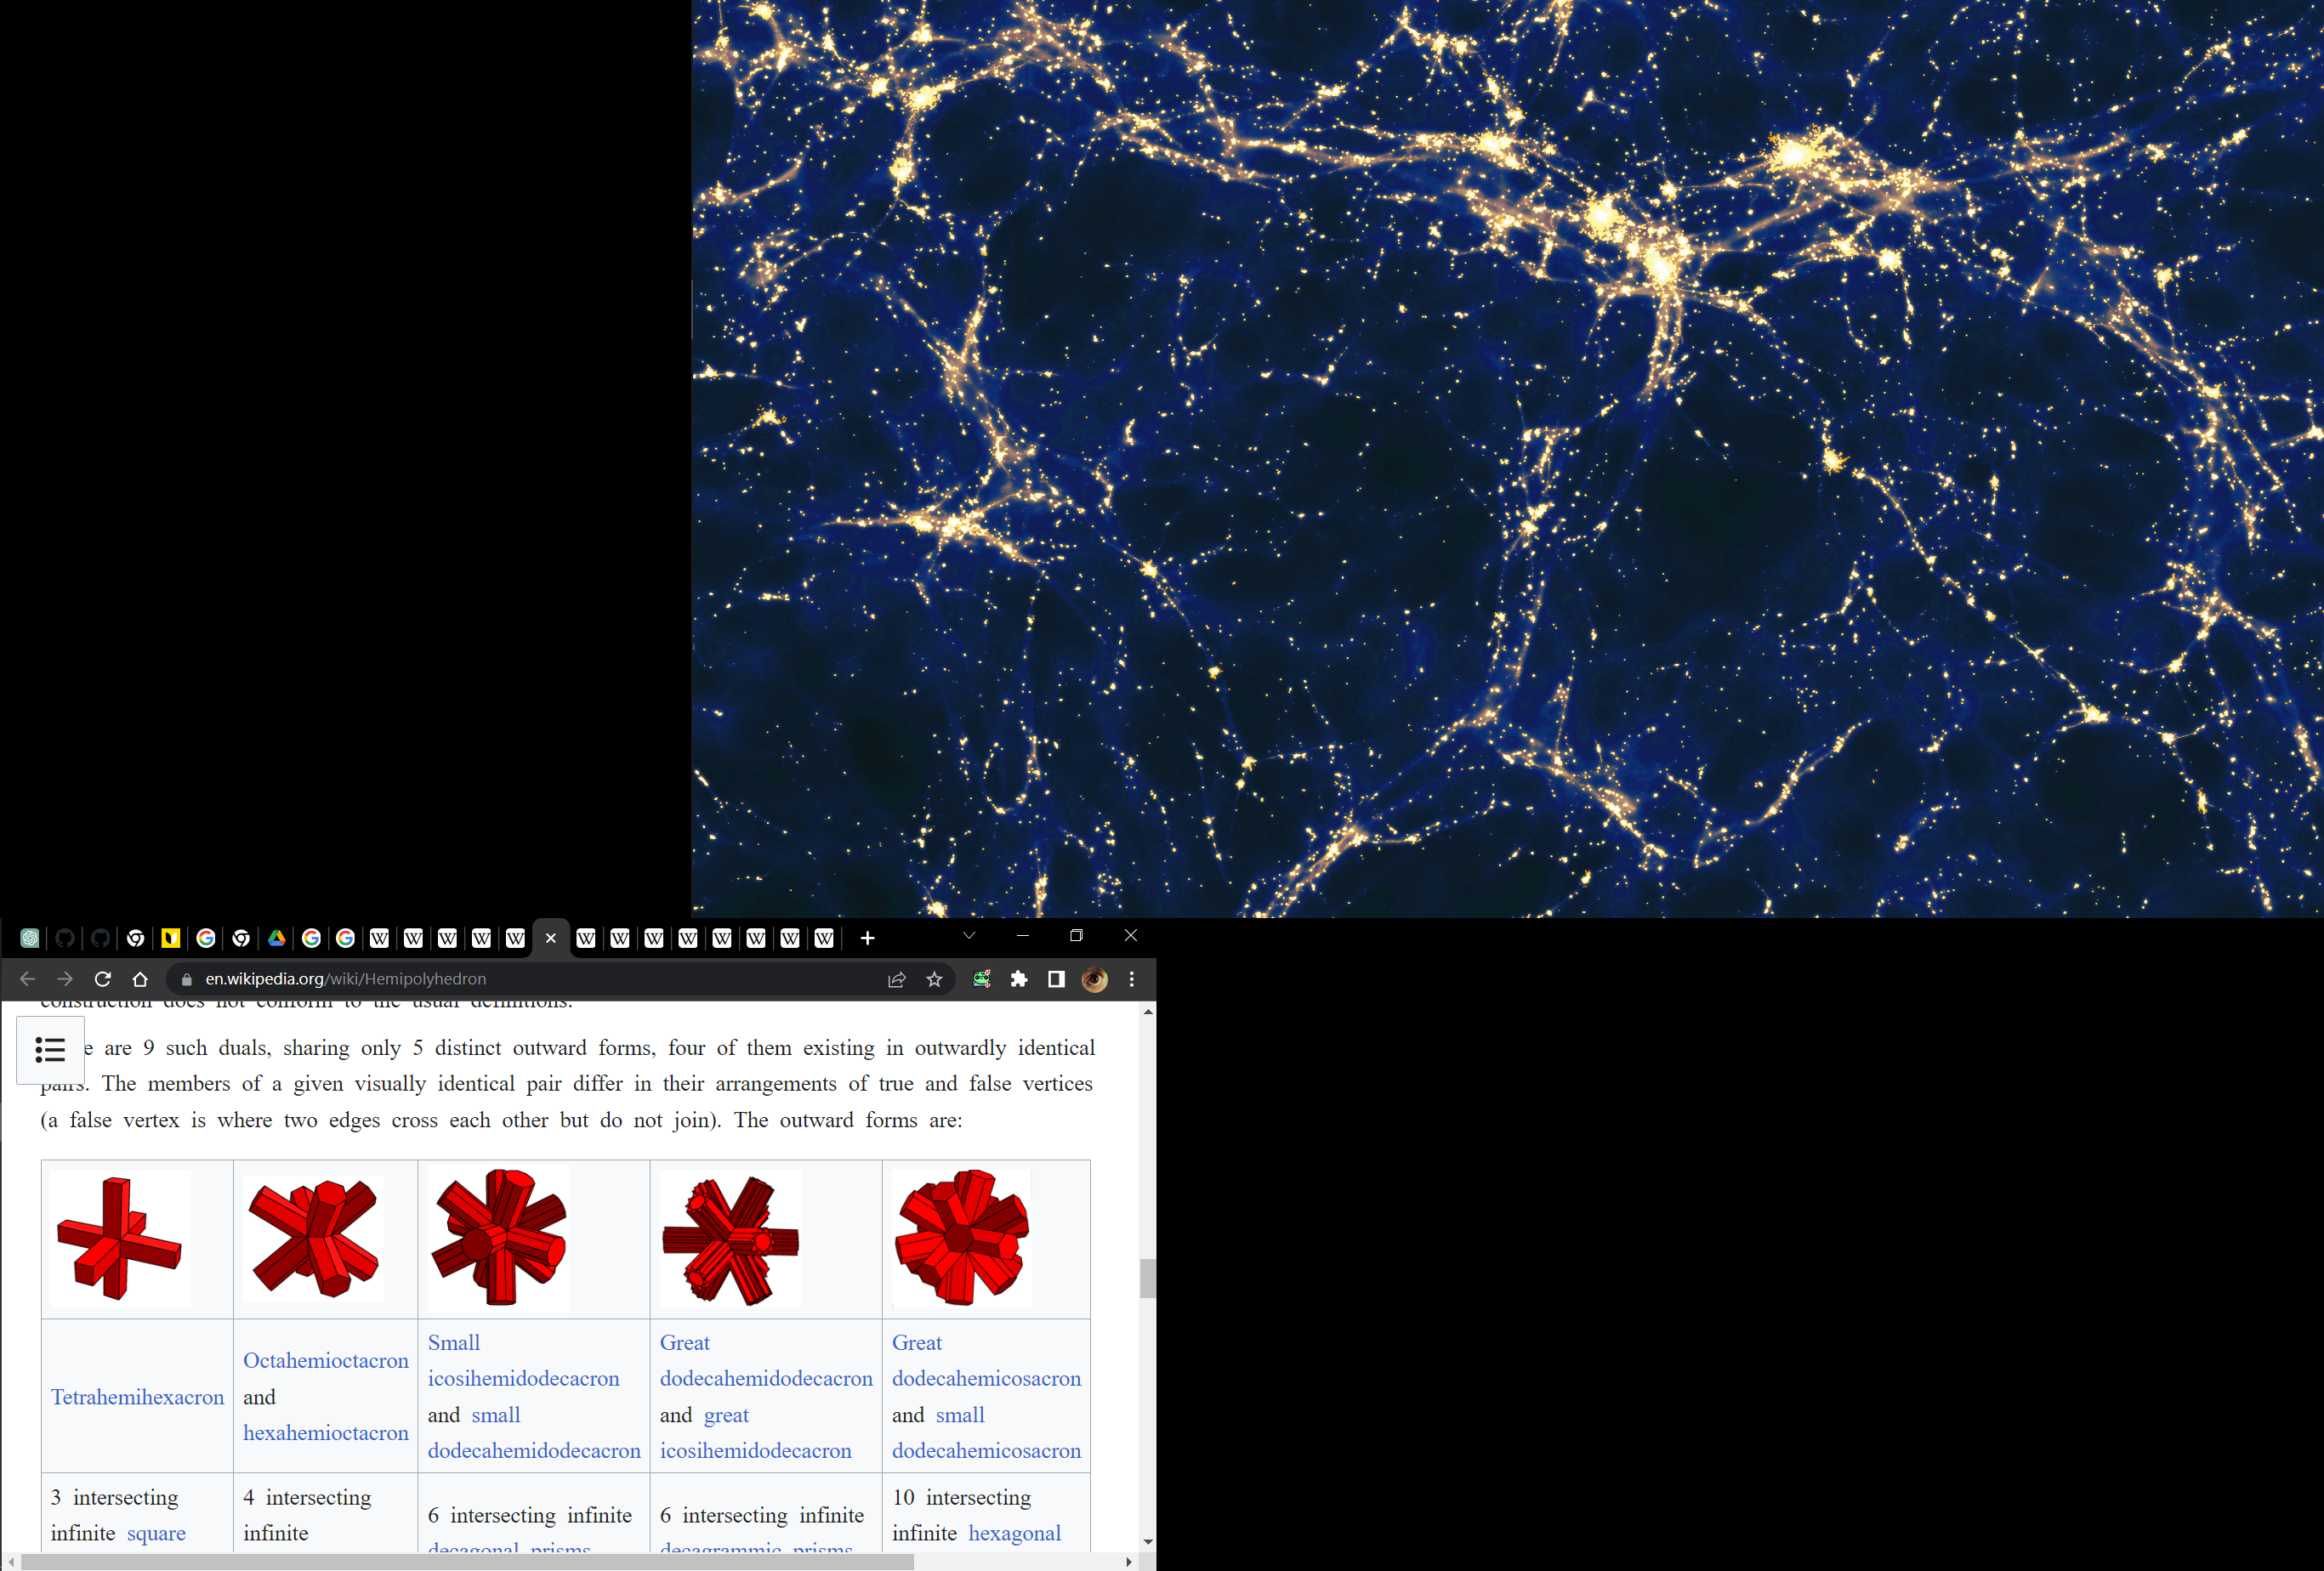 en.wikipedia.org/wiki/Hemipolyhedron
construction does not conform to the usual definitions.
e are 9 such duals, sharing only 5 distinct outward forms, four of them existing in outwardly identical
pairs. The members of a given visually identical pair differ in their arrangements of true and false vertices
(a false vertex is where two edges cross each other but do not join). The outward forms are:
Tetrahemihexacron
Octahemioctacron
and
hexahemioctacron
Small
icosihemidodecacron
and small
dodecahemidodecacron
Great
dodecahemidodecacron
and great
icosihemidodecacron
Great
dodecahemicosacron
and small
dodecahemicosacron
3 intersecting
infinite square
4 intersecting
infinite
6 intersecting infinite
decagonal prisms
6 intersecting infinite
decagrammic prisms
10 intersecting
infinite hexagonal